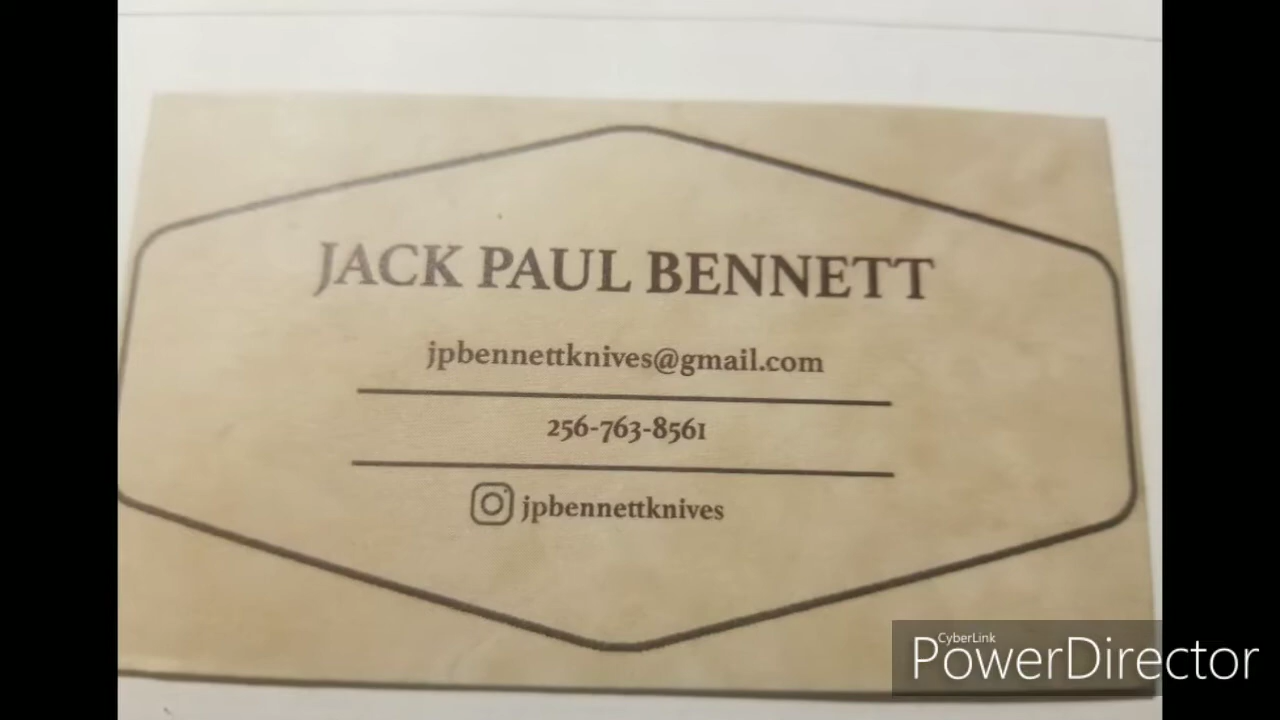 JACK PAUL BENNETT
jpbennettknives@gmail.com
256-763-8561
jpbennettknives
CyberLink
PowerDirector